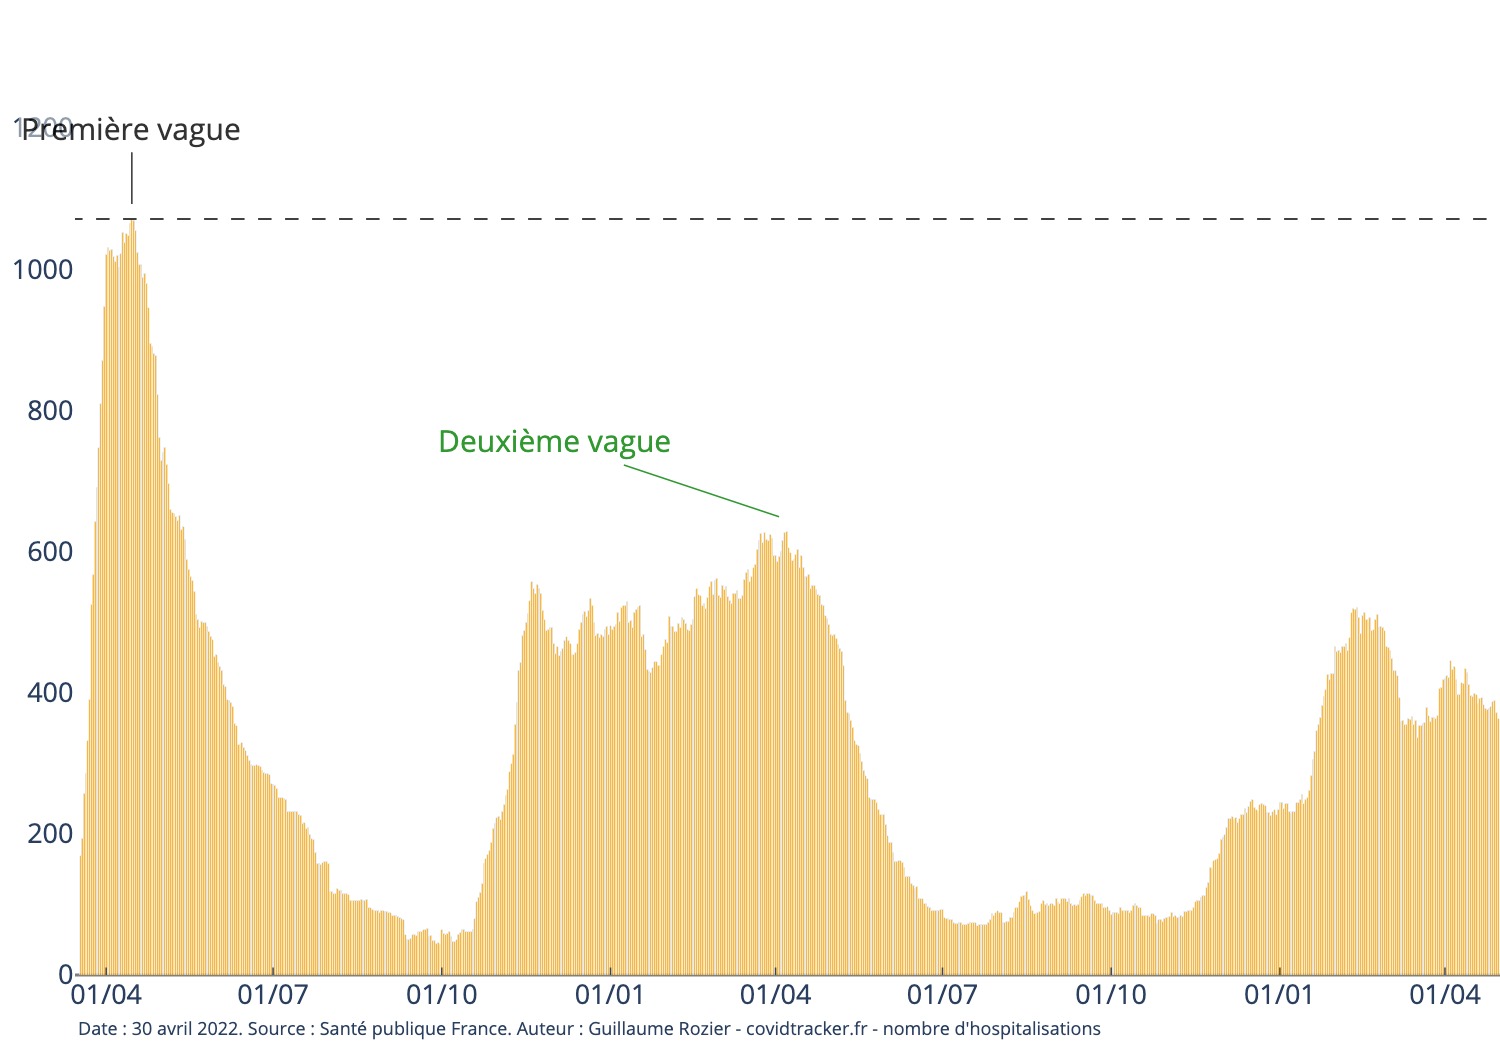 1200
Première vague
1000
800
Deuxième vague
600
400
200
0
01/04 01/07 01/10 01/01 01/04 01/07 01/10 01/01 01/04
Date : 30 avril 2022. Source : Santé publique France. Auteur : Guillaume Rozier - covidtracker.fr - nombre d'hospitalisations